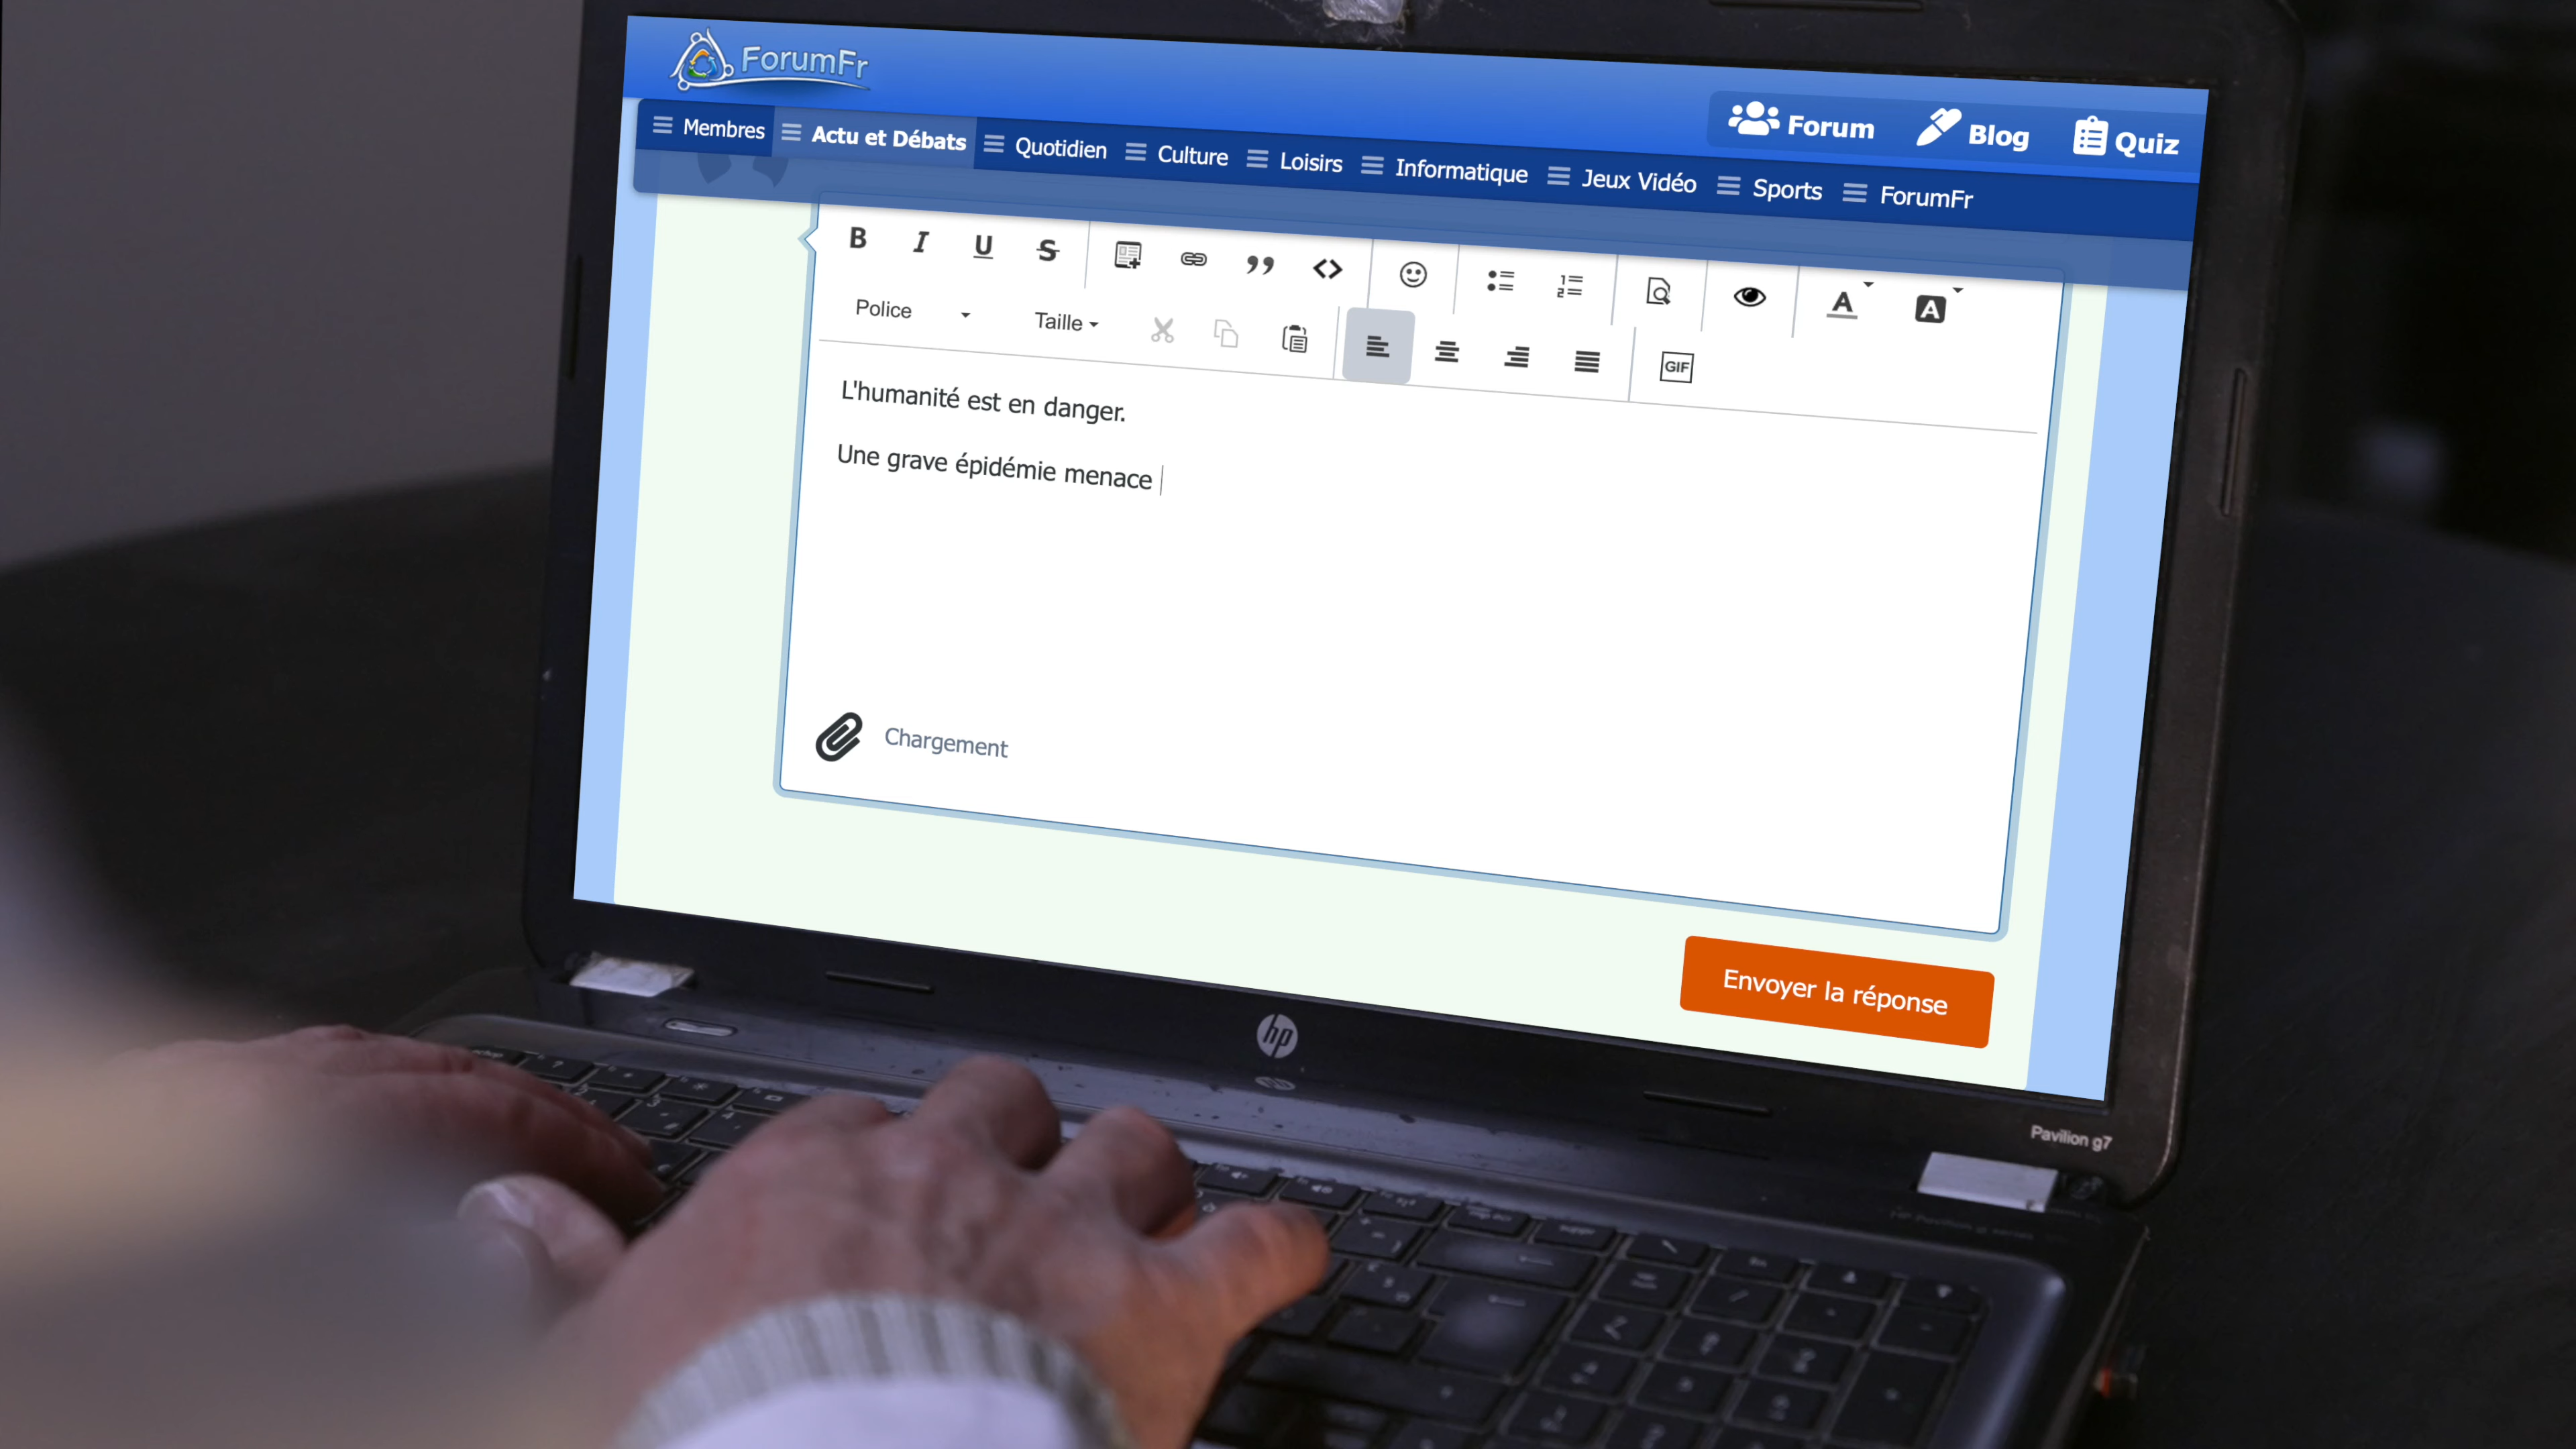 ForumFr
Forum Blog Quiz
Membres Actu et Débats Quotidien Culture Loisirs Informatique Jeux Vidéo Sports ForumFr
B I U S
Police Taille GIF
L'humanité est en danger.
Une grave épidémie menace
Chargement
Envoyer la réponse
hp
Pavilion g7